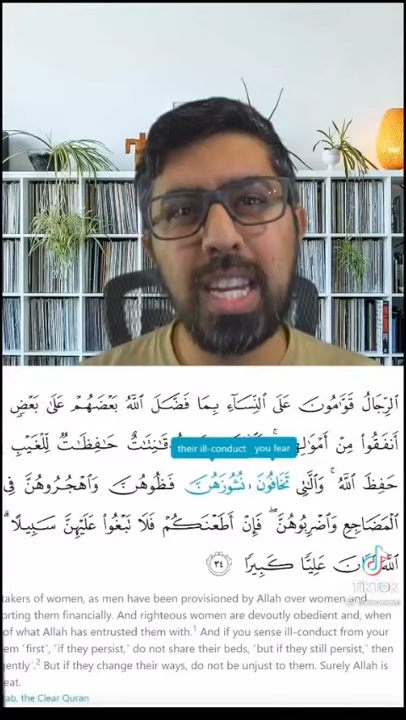 ٱلرِّجَالُ قَوَّٰمُونَ عَلَى ٱلنِّسَآءِ بِمَا فَضَّلَ ٱللَّهُ بَعْضَهُمْ عَلَىٰ بَعْضٍ
أَنفَقُوا۟ مِنْ قَٰنِتَٰتٌ حَٰفِظَٰتٌ لِّلْغَيْبِ
their ill-conduct you fear
حَفِظَ ٱللَّهُ ۚ وَٱلَّٰتِى تَخَافُونَ نُشُوزَهُنَّ فَعِظُوهُنَّ وَٱهْجُرُوهُنَّ فِى
ٱلْمَضَاجِعِ وَٱضْرِبُوهُنَّ ۖ فَإِنْ أَطَعْنَكُمْ فَلَا تَبْغُوا۟ عَلَيْهِنَّ سَبِيلًا ۗ
ٱللَّهَ كَانَ عَلِيًّا كَبِيرًا ٣٤
TikTok
takers of women, as men have been provisioned by Allah over women and
orting them financially. And righteous women are devoutly obedient and, when
of what Allah has entrusted them with.¹ And if you sense ill-conduct from your
em ˹first˺, ˹if they persist,˺ do not share their beds, ˹but if they still persist,˺ then
gently˺.² But if they change their ways, do not be unjust to them. Surely Allah is
eat.
ab, the Clear Quran